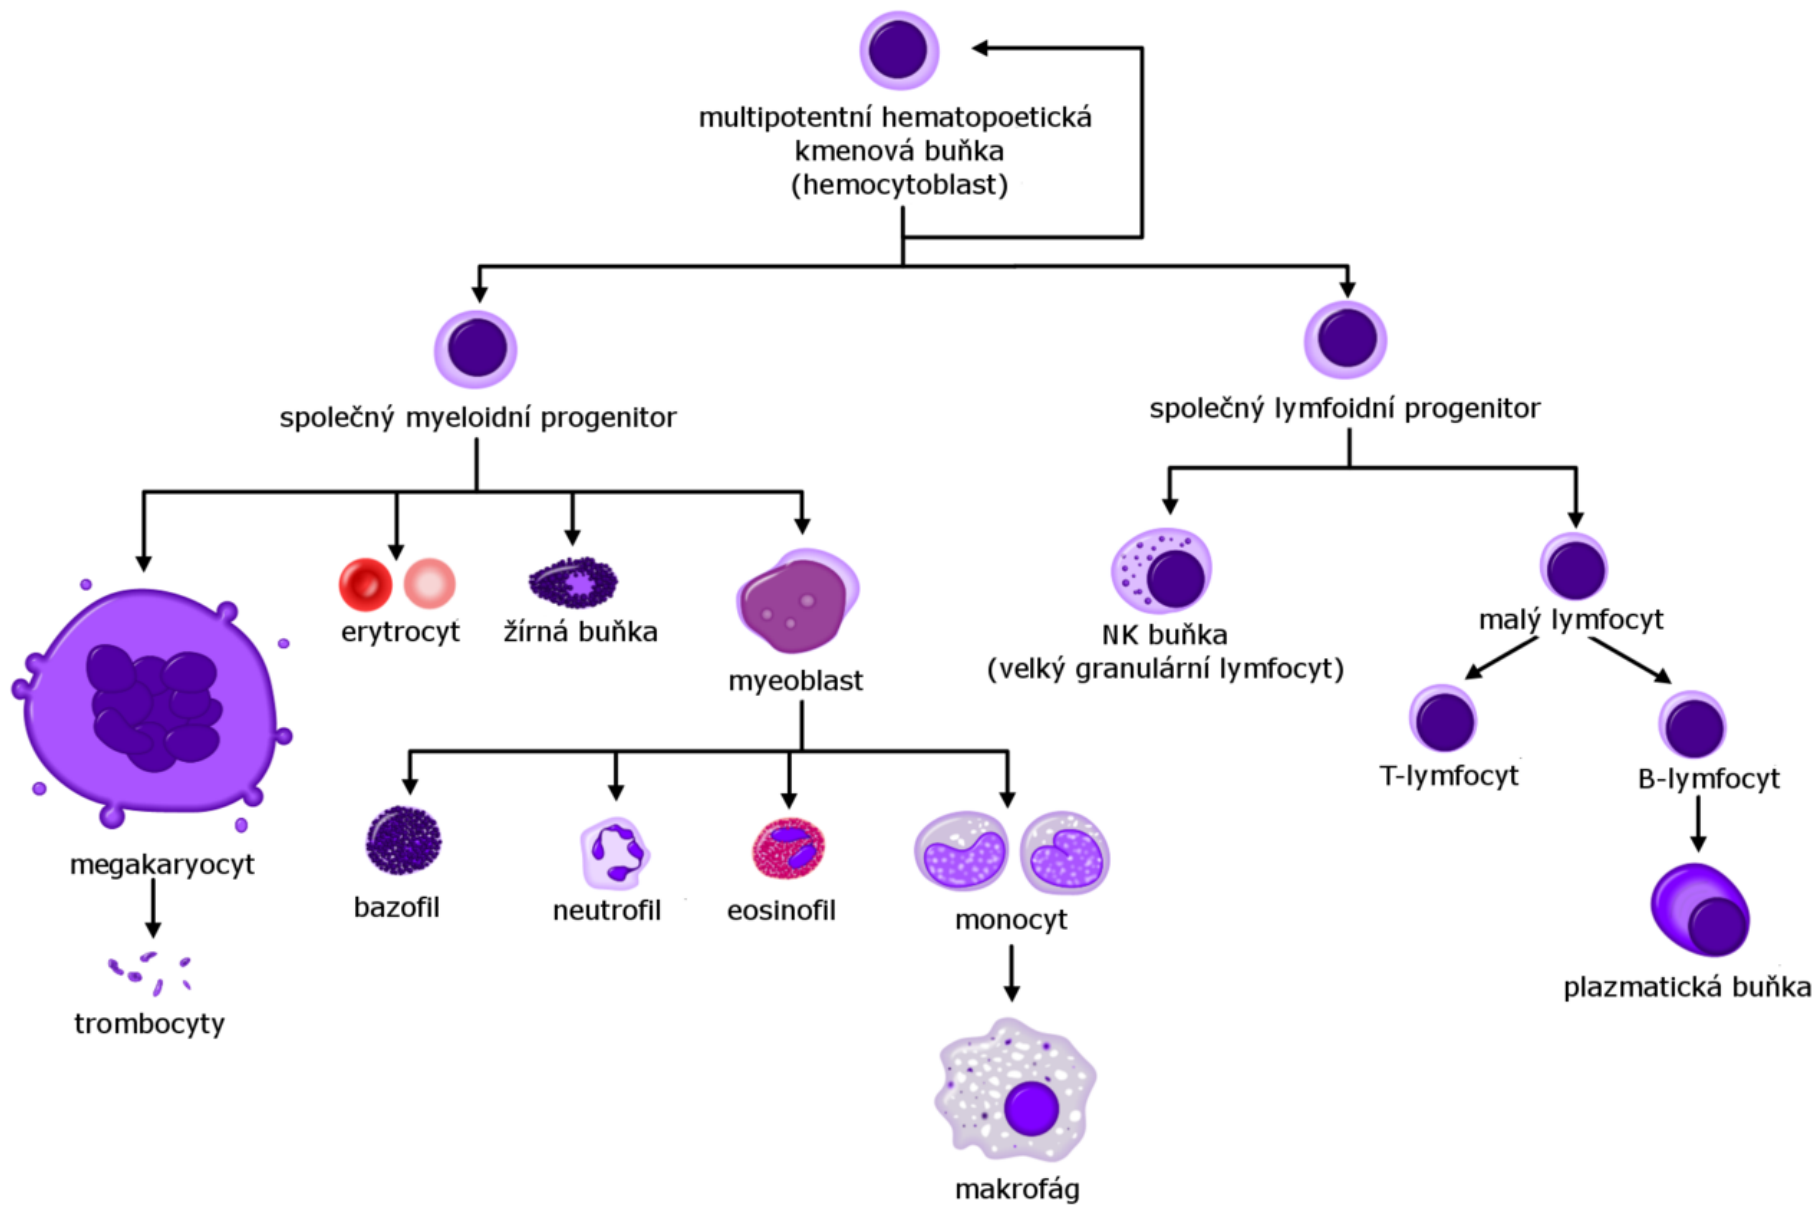 multipotentní hematopoetická
kmenová buňka
(hemocytoblast)
společný myeloidní progenitor
společný lymfoidní progenitor
erytrocyt
žírná buňka
myeoblast
NK buňka
(velký granulární lymfocyt)
malý lymfocyt
T-lymfocyt
B-lymfocyt
megakaryocyt
bazofil
neutrofil
eosinofil
monocyt
plazmatická buňka
trombocyty
makrofág